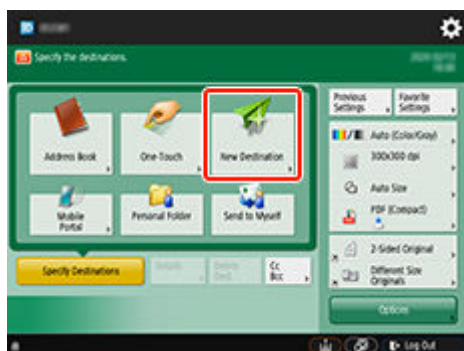 Specify the destinations.
Previous Settings
Favorite Settings
Address Book
One-Touch
New Destination
Auto (Color/Gray)
300x300 dpi
Auto Size
PDF (Compact)
Mobile Portal
Personal Folder
Send to Myself
2-Sided Original
Different Size Originals
Specify Destinations
Cc Bcc
Options
Log Out